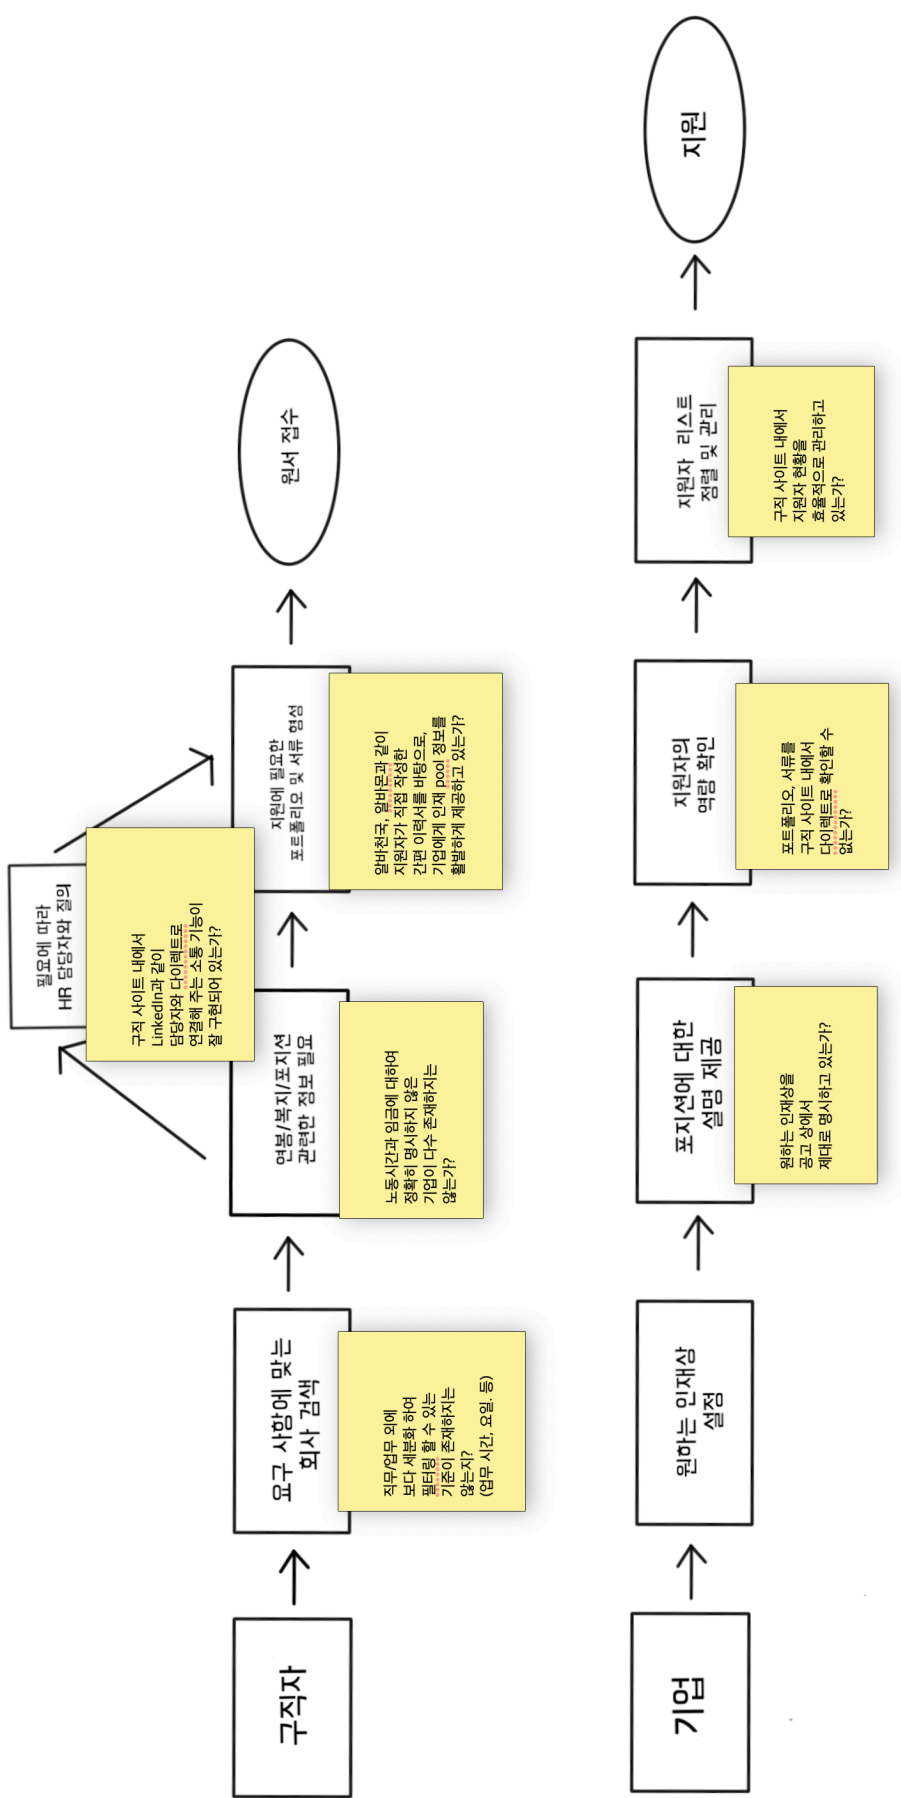 구직자
요구 사항에 맞는
회사 검색
직무/업무 외에
보다 세분화 하여
필터링 할 수 있는
기준이 존재하지는
않는지?
(업무 시간, 요일. 등)
연봉/복지/포지션
관련한 정보 필요
노동시간과 임금에 대하여
정확히 명시하지 않은
기업이 다수 존재하지는
않는가?
필요에 따라
HR 담당자와 질의
구직 사이트 내에서
LinkedIn과 같이
담당자와 다이렉트로
연결해 주는 소통 기능이
잘 구현되어 있는가?
지원에 필요한
포트폴리오 및 서류 형성
알바천국, 알바몬과 같이
지원자가 직접 작성한
간편 이력서를 바탕으로,
기업에게 인재 pool 정보를
활발하게 제공하고 있는가?
원서 접수
기업
원하는 인재상
설정
포지션에 대한
설명 제공
원하는 인재상을
공고 상에서
제대로 명시하고 있는가?
지원자의
역량 확인
포트폴리오, 서류를
구직 사이트 내에서
다이렉트로 확인할 수
없는가?
지원자 리스트
정렬 및 관리
구직 사이트 내에서
지원자 현황을
효율적으로 관리하고
있는가?
지원